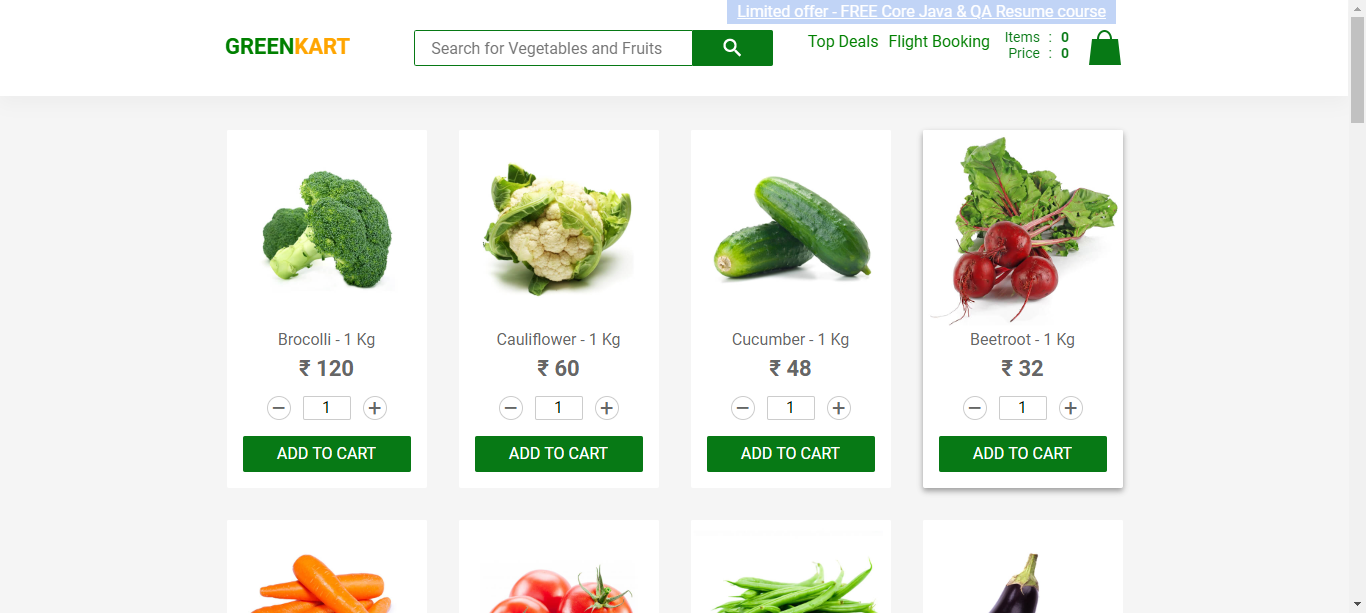 Limited offer - FREE Core Java & QA Resume course
GREENKART
Search for Vegetables and Fruits
Top Deals Flight Booking
Items : 0
Price : 0
Brocolli - 1 Kg
₹ 120
− 1 +
ADD TO CART
Cauliflower - 1 Kg
₹ 60
− 1 +
ADD TO CART
Cucumber - 1 Kg
₹ 48
− 1 +
ADD TO CART
Beetroot - 1 Kg
₹ 32
− 1 +
ADD TO CART